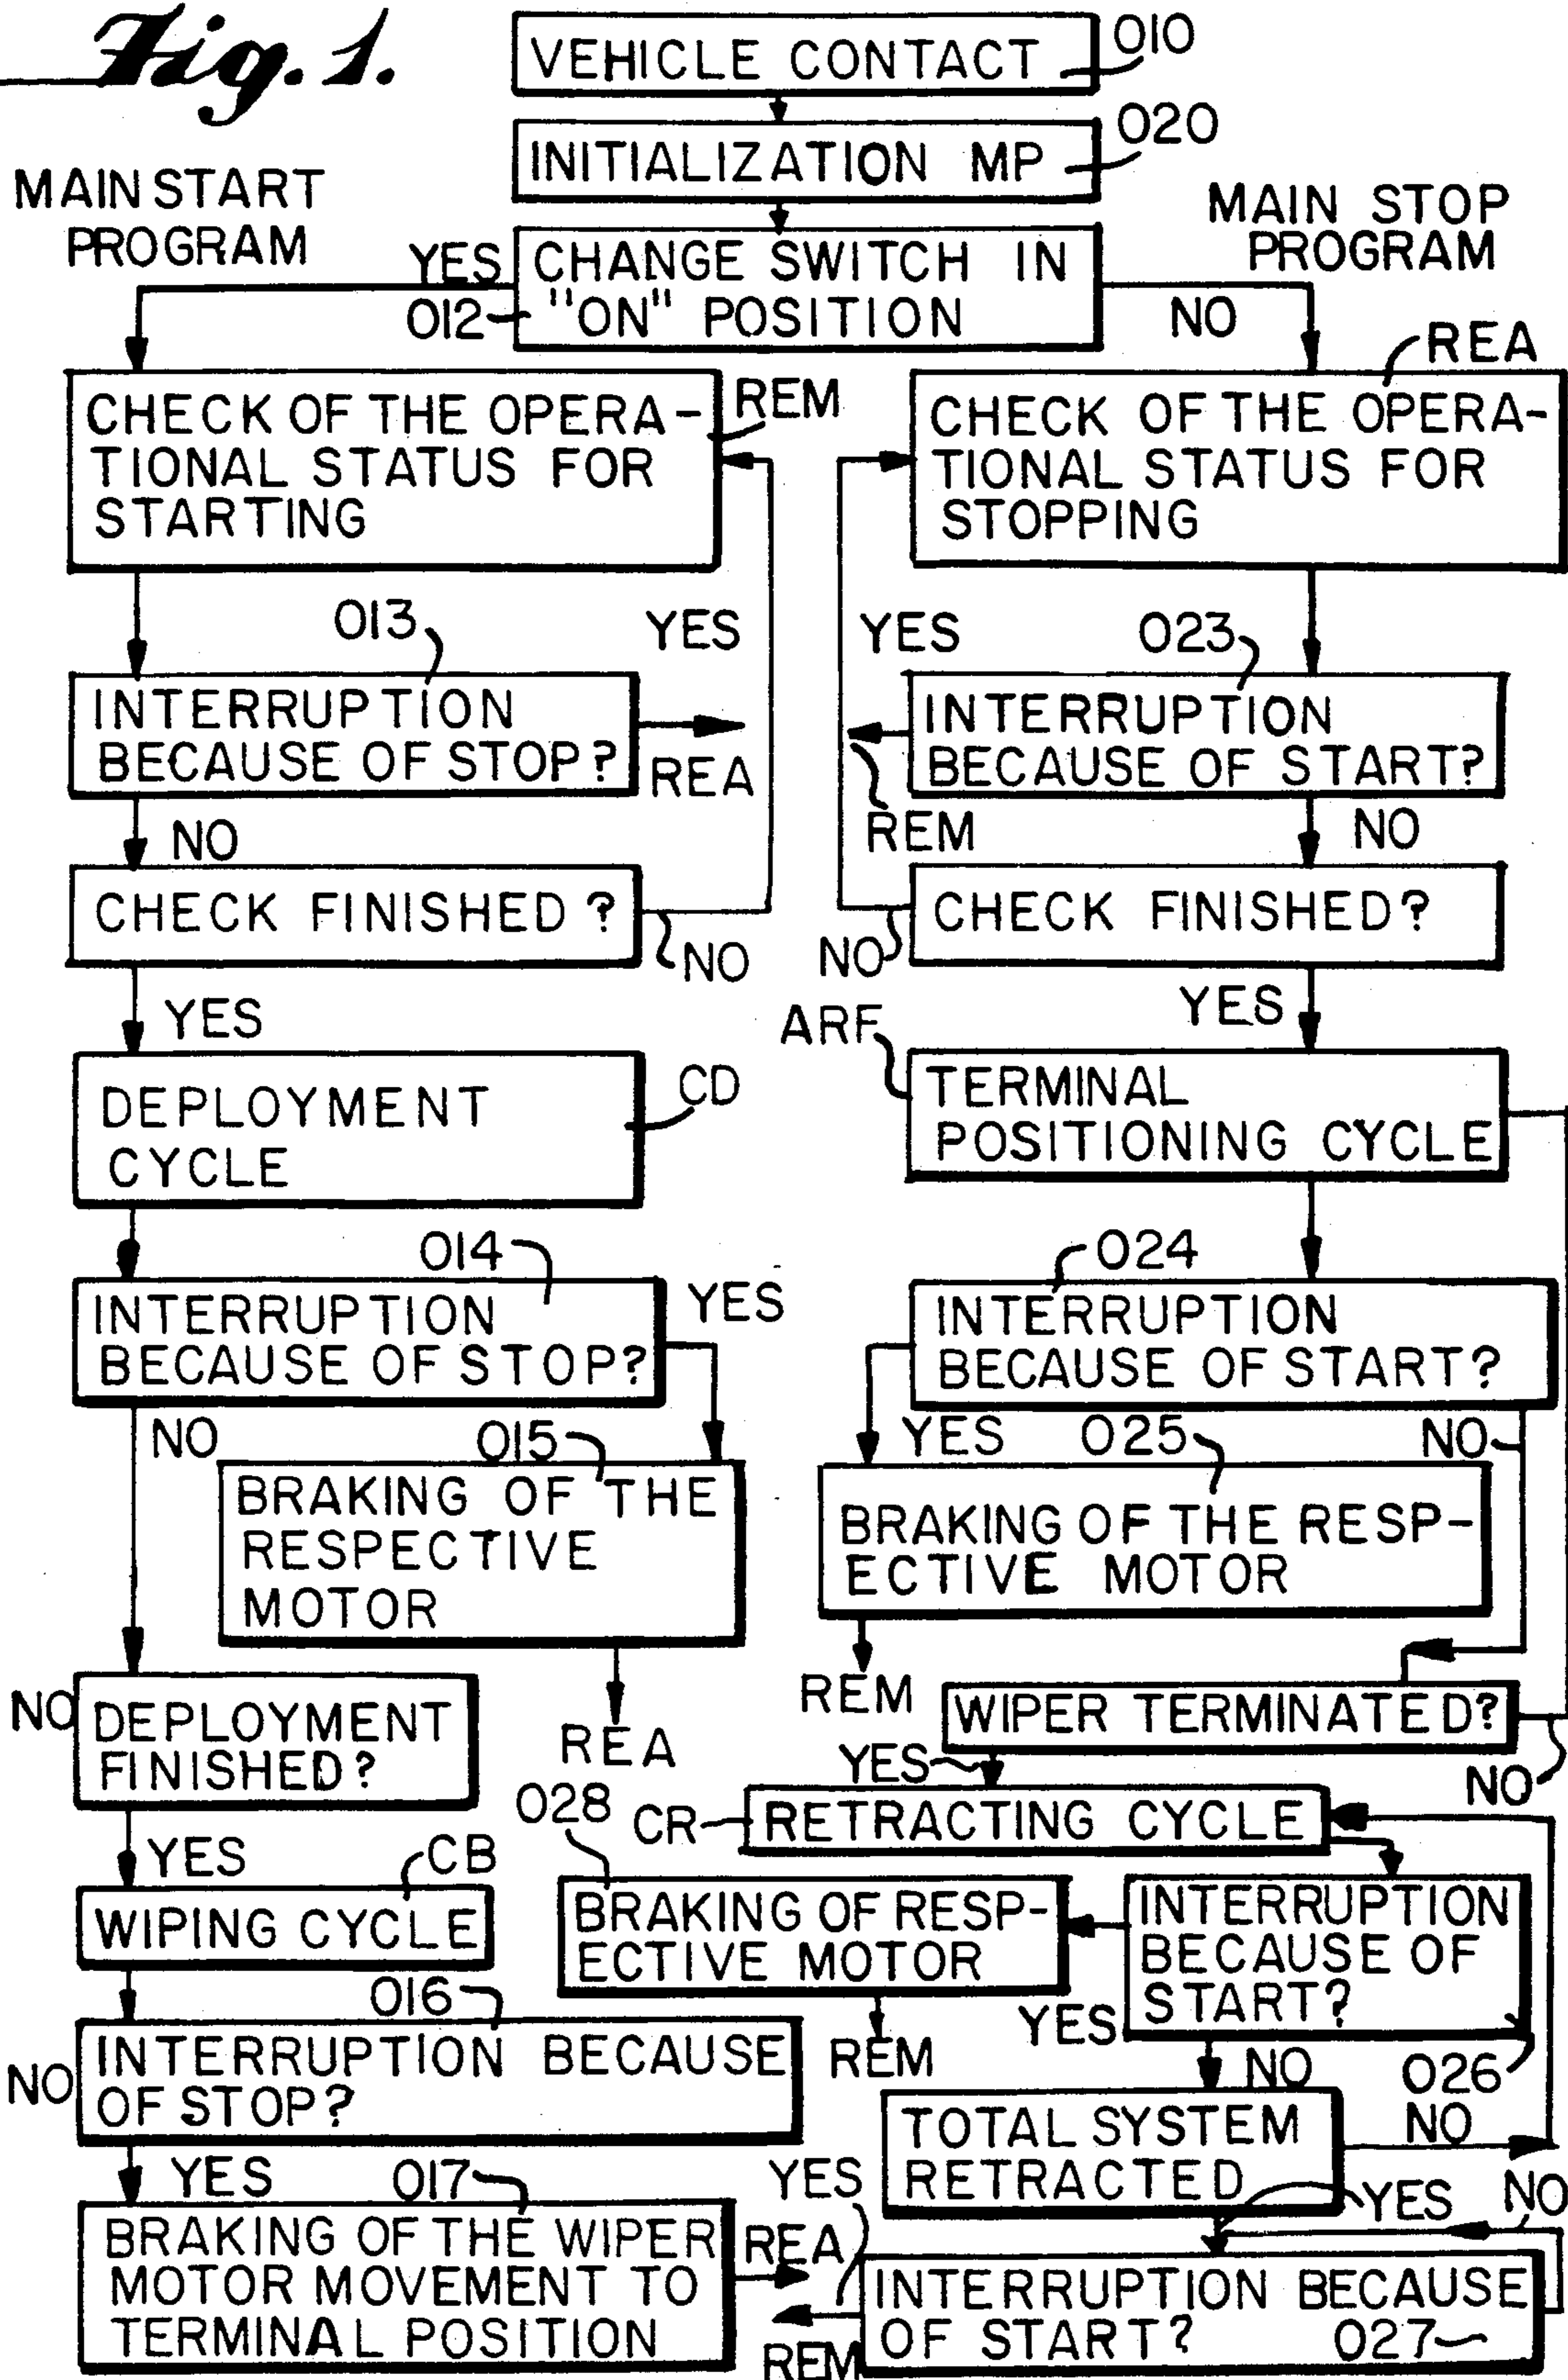 Fig. 1.
VEHICLE CONTACT
010
INITIALIZATION MP
020
MAIN START
PROGRAM
MAIN STOP
PROGRAM
YES
CHANGE SWITCH IN
"ON" POSITION
012
NO
REA
CHECK OF THE OPERA-
TIONAL STATUS FOR
STARTING
REM
CHECK OF THE OPERA-
TIONAL STATUS FOR
STOPPING
013
YES
YES
023
INTERRUPTION
BECAUSE OF STOP?
REA
INTERRUPTION
BECAUSE OF START?
REM
NO
NO
CHECK FINISHED ?
NO
NO
CHECK FINISHED?
YES
YES
ARF
DEPLOYMENT
CYCLE
CD
TERMINAL
POSITIONING CYCLE
014
024
INTERRUPTION
BECAUSE OF STOP?
YES
INTERRUPTION
BECAUSE OF START?
NO
015
YES
025
NO
BRAKING OF THE
RESPECTIVE
MOTOR
BRAKING OF THE RESP-
ECTIVE MOTOR
REA
REM
NO
DEPLOYMENT
FINISHED?
WIPER TERMINATED?
YES
NO
028
CR
RETRACTING CYCLE
YES
CB
WIPING CYCLE
BRAKING OF RESP-
ECTIVE MOTOR
INTERRUPTION
BECAUSE OF
START?
016
YES
REM
NO
026
NO
INTERRUPTION BECAUSE
OF STOP?
TOTAL SYSTEM
RETRACTED
NO
YES
017
YES
YES
NO
BRAKING OF THE WIPER
MOTOR MOVEMENT TO
TERMINAL POSITION
REA
REM
INTERRUPTION BECAUSE
OF START?
027